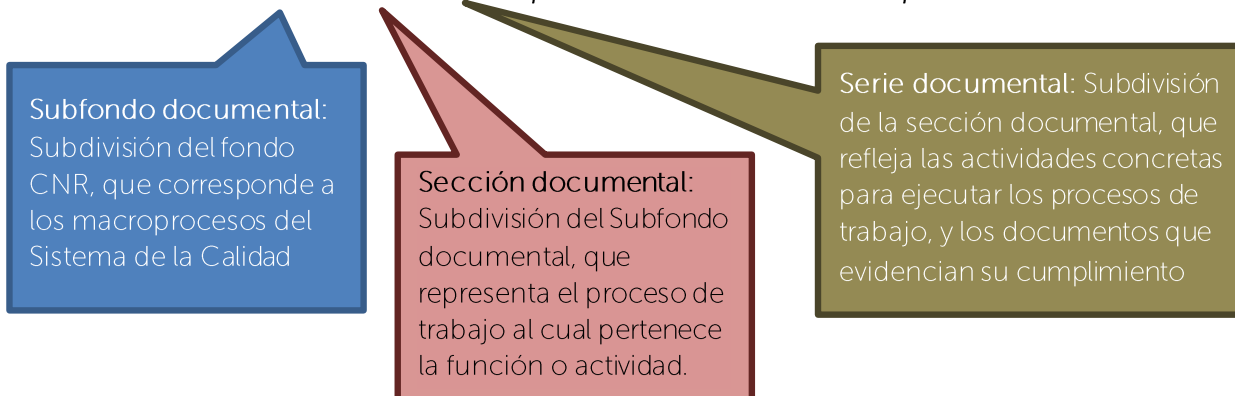 Subfondo documental:
Subdivisión del fondo
CNR, que corresponde a
los macroprocesos del
Sistema de la Calidad
Sección documental:
Subdivisión del Subfondo
documental, que
representa el proceso de
trabajo al cual pertenece
la función o actividad.
Serie documental: Subdivisión
de la sección documental, que
refleja las actividades concretas
para ejecutar los procesos de
trabajo, y los documentos que
evidencian su cumplimiento